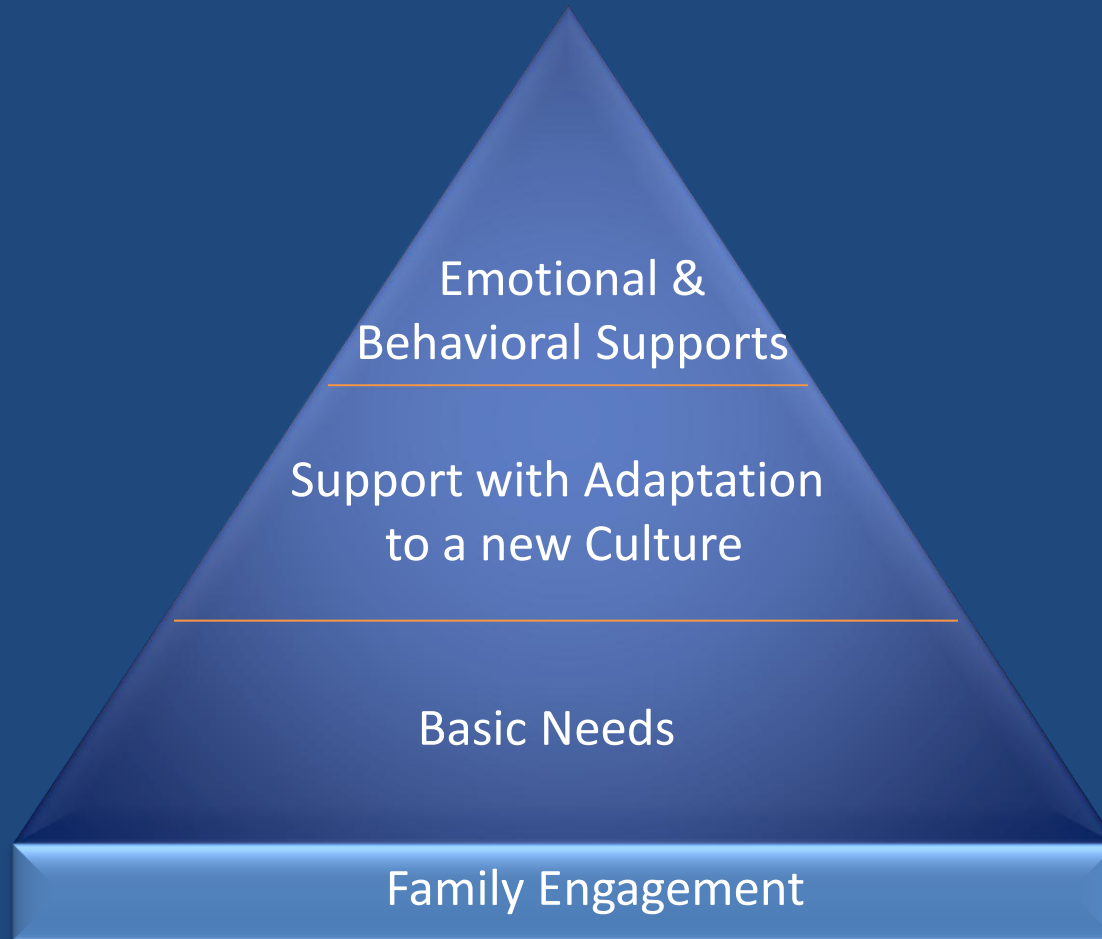 Emotional &
Behavioral Supports
Support with Adaptation
to a new Culture
Basic Needs
Family Engagement